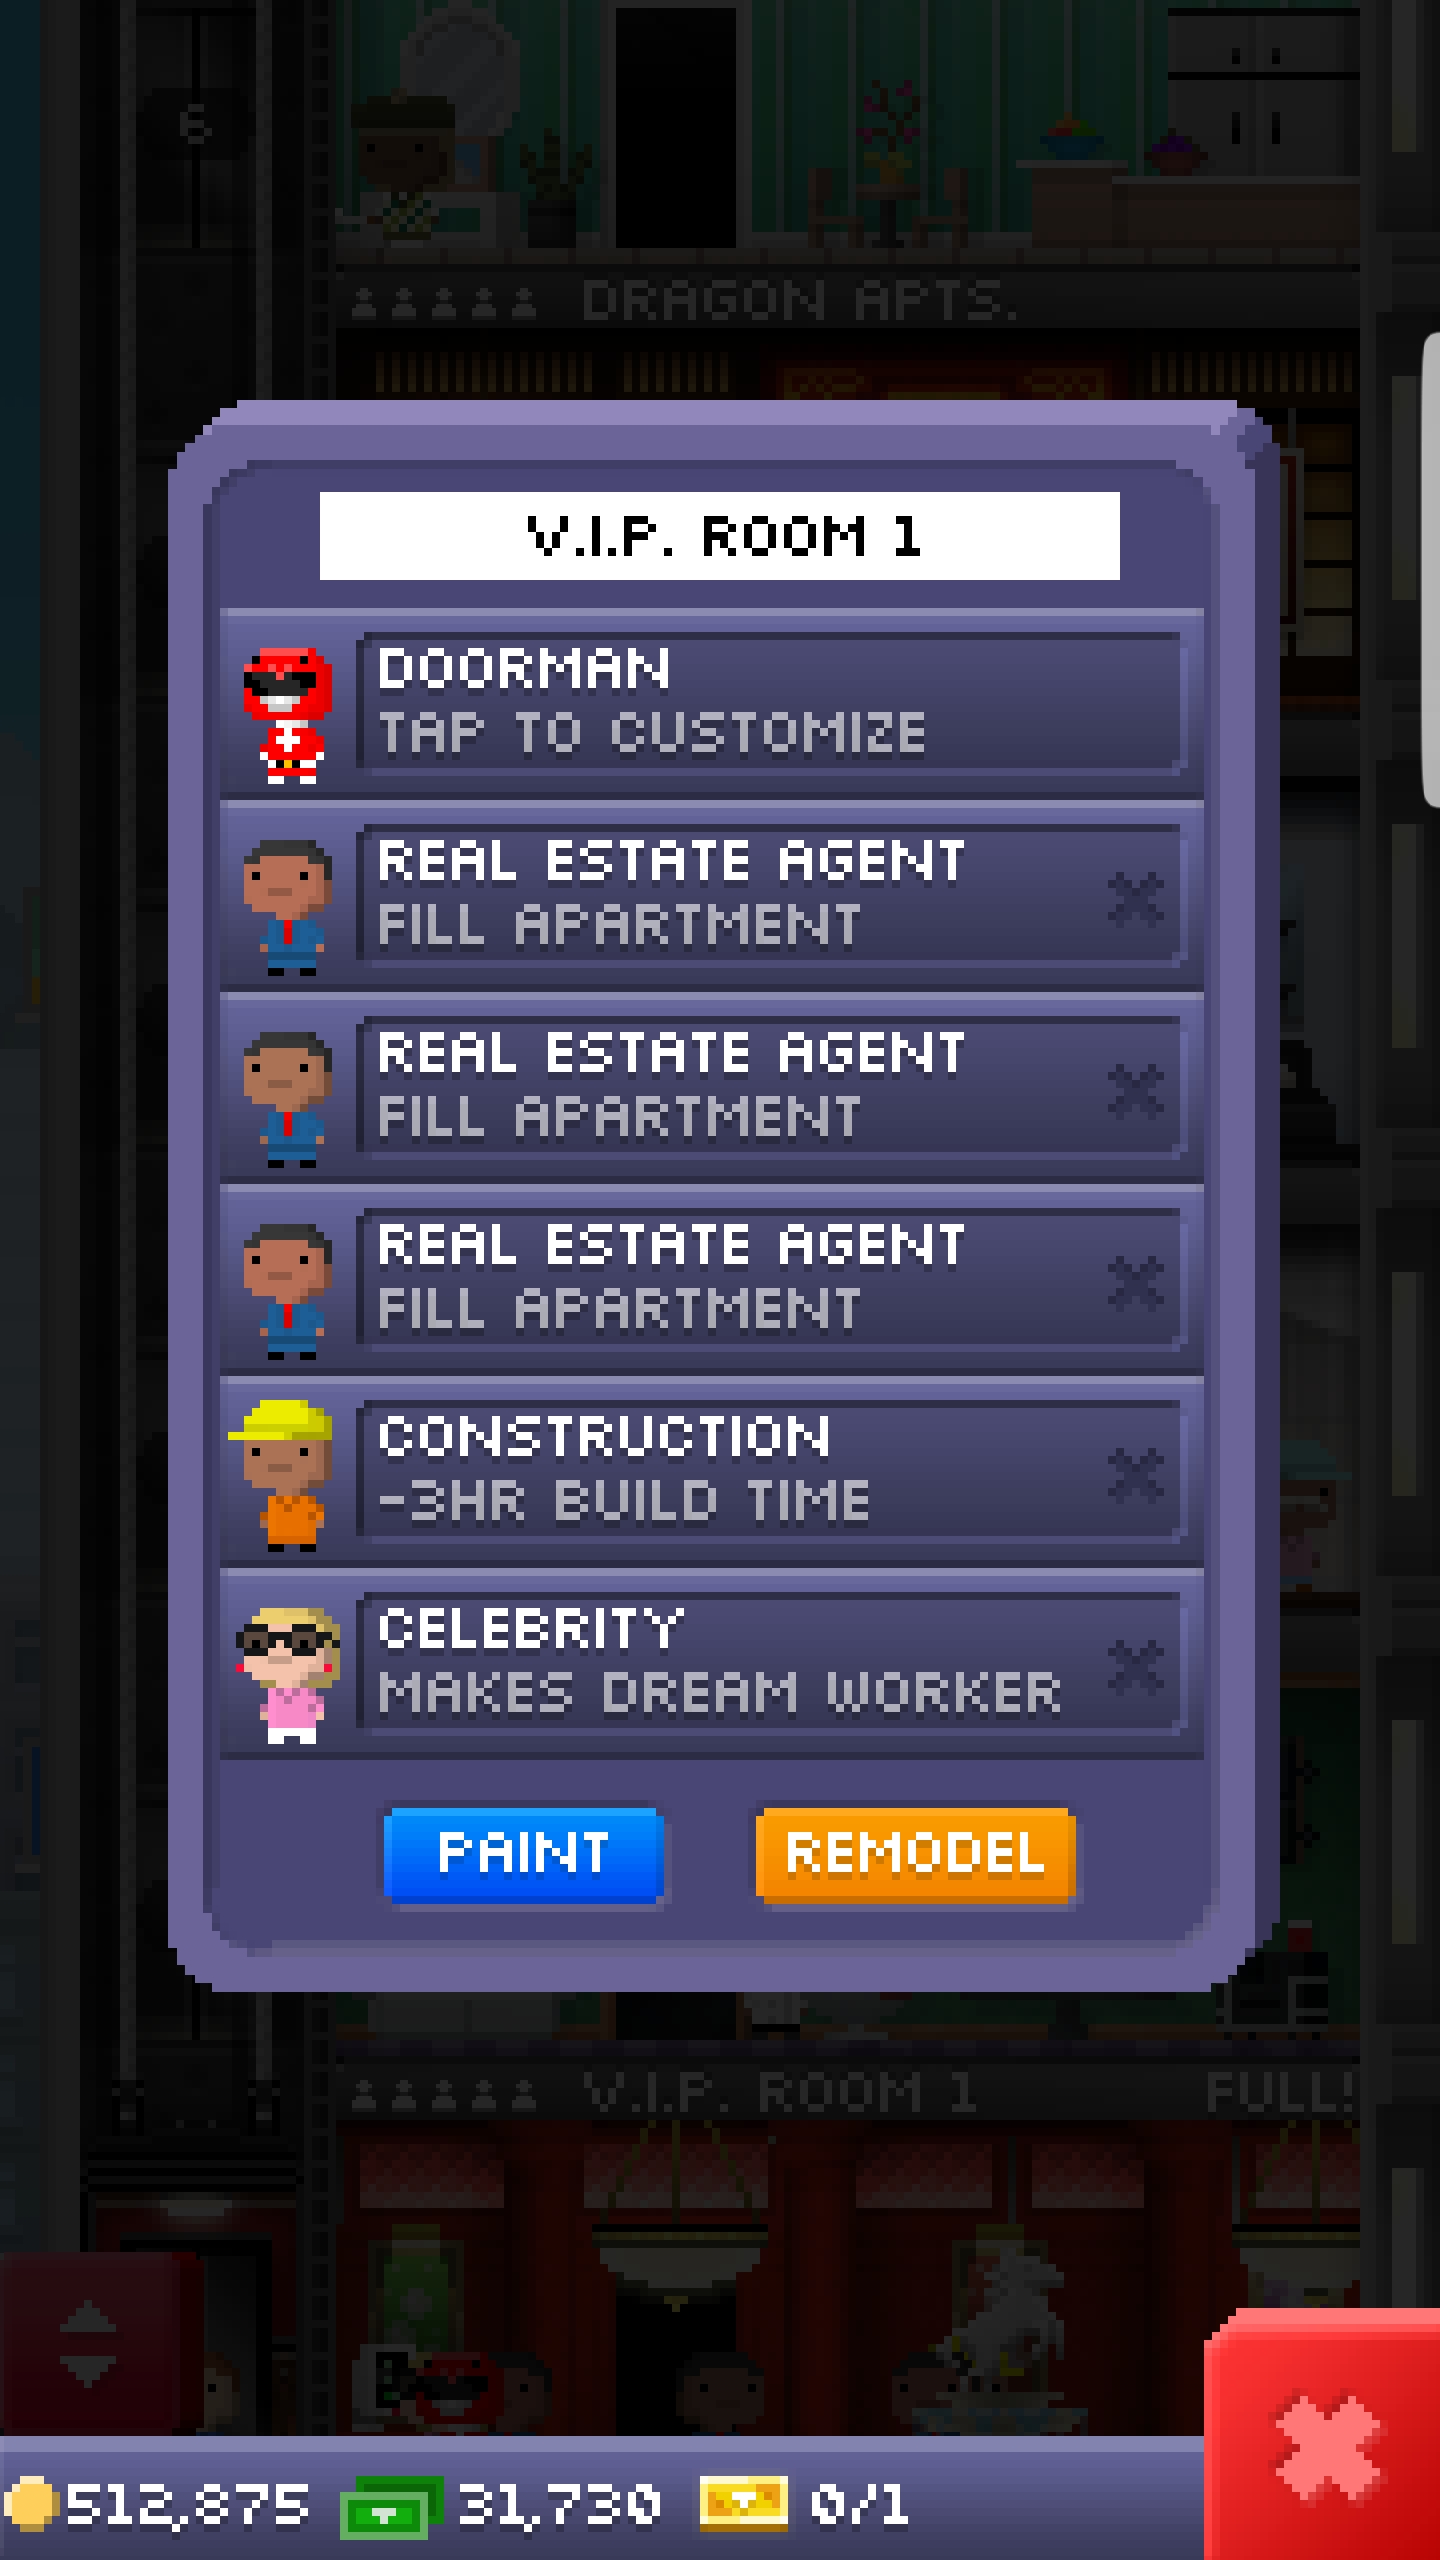 6
DRAGON APTS.
V.I.P. ROOM 1
DOORMAN
TAP TO CUSTOMIZE
REAL ESTATE AGENT
FILL APARTMENT
REAL ESTATE AGENT
FILL APARTMENT
REAL ESTATE AGENT
FILL APARTMENT
CONSTRUCTION
-3HR BUILD TIME
CELEBRITY
MAKES DREAM WORKER
PAINT REMODEL
V.I.P. ROOM 1 FULL!
512,875 31,730 0/1